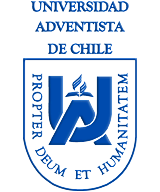 UNIVERSIDAD
ADVENTISTA
DE CHILE
PROPTER DEUM ET HUMANITATEM